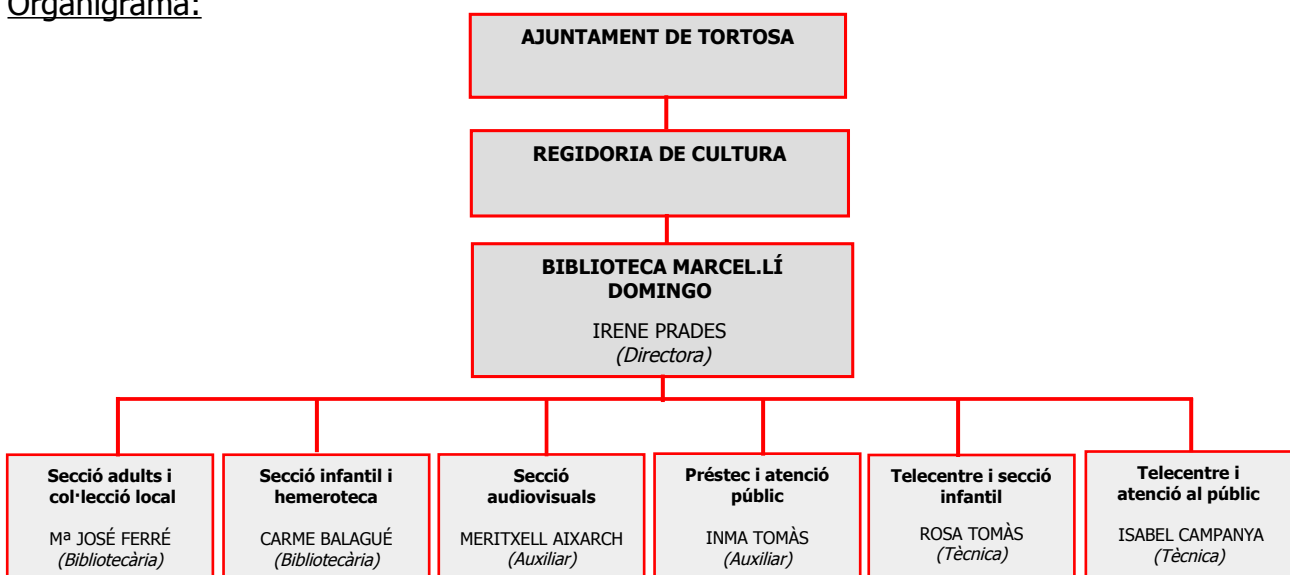 Organigrama:
AJUNTAMENT DE TORTOSA
REGIDORIA DE CULTURA
BIBLIOTECA MARCEL.LÍ
DOMINGO
IRENE PRADES
(Directora)
Secció adults i
col·lecció local
Mª JOSÉ FERRÉ
(Bibliotecària)
Secció infantil i
hemeroteca
CARME BALAGUÉ
(Bibliotecària)
Secció
audiovisuals
MERITXELL AIXARCH
(Auxiliar)
Préstec i atenció
públic
INMA TOMÀS
(Auxiliar)
Telecentre i secció
infantil
ROSA TOMÀS
(Tècnica)
Telecentre i
atenció al públic
ISABEL CAMPANYA
(Tècnica)